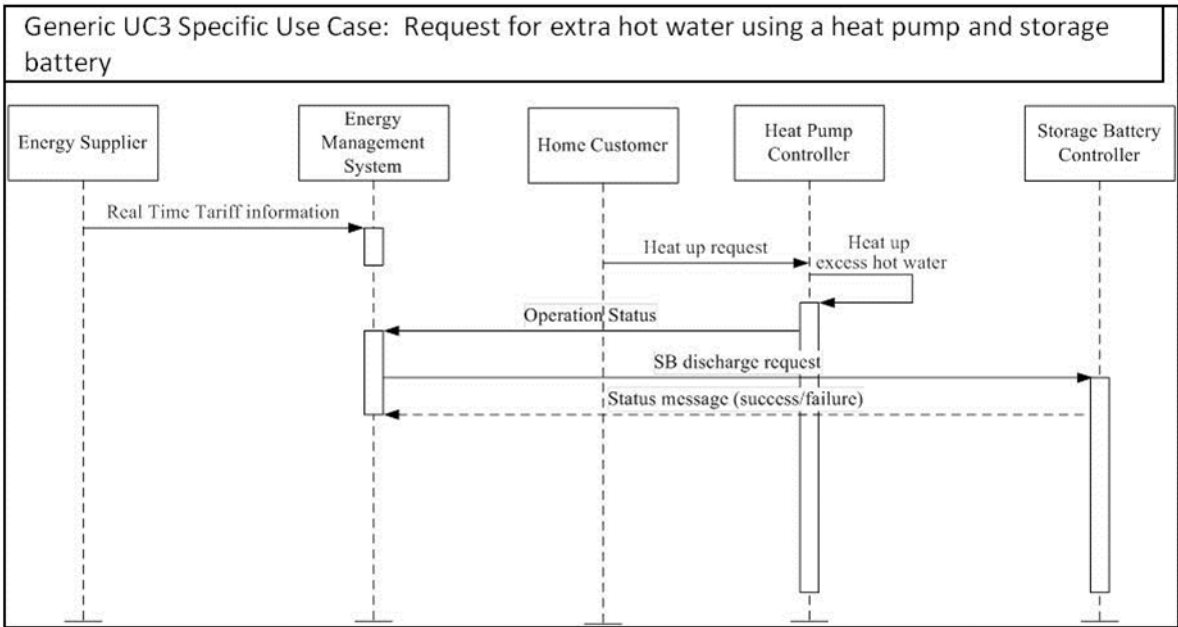 Generic UC3 Specific Use Case:  Request for extra hot water using a heat pump and storage
battery
Energy Supplier
Energy
Management
System
Home Customer
Heat Pump
Controller
Storage Battery
Controller
Real Time Tariff information
Heat up request
Heat up
excess hot water
Operation Status
SB discharge request
Status message (success/failure)